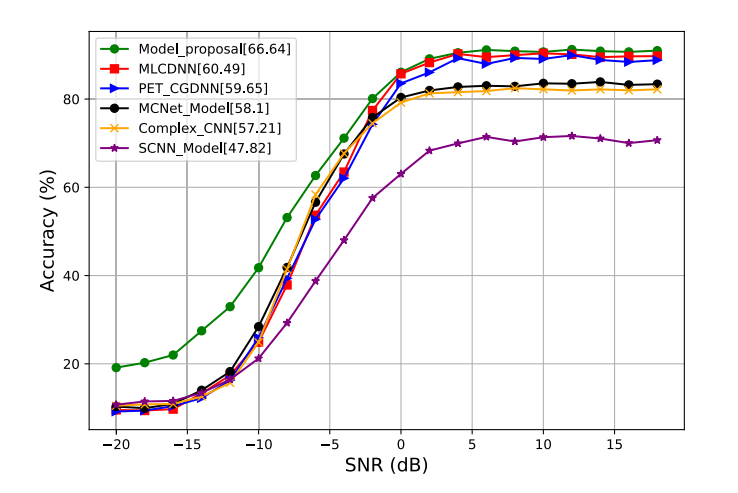 Model_proposal[66.64]
MLCDNN[60.49]
PET_CGDNN[59.65]
MCNet_Model[58.1]
Complex_CNN[57.21]
SCNN_Model[47.82]
80
60
40
20
Accuracy (%)
−20 −15 −10 −5 0 5 10 15
SNR (dB)